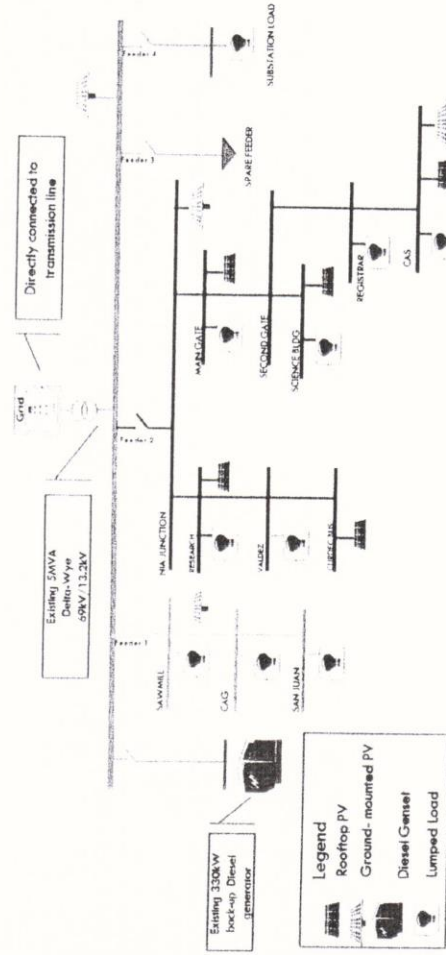 Directly connected to
transmission line
Grid
Existing 5MVA
Delta-Wye
69kV/13.2kV
Feeder 1
Feeder 2
Feeder 3
Feeder 4
Existing 330kW
back-up Diesel
generator
SAWMILL
CAG
SAN JUAN
NIA JUNCTION
RESEARCH
VALDEZ
MAIN GATE
SECOND GATE
SCIENCE BLDG
REGISTRAR
CAS
SPARE FEEDER
SUBSTATION LOAD
Legend
Rooftop PV
Ground-mounted PV
Diesel Genset
Lumped Load